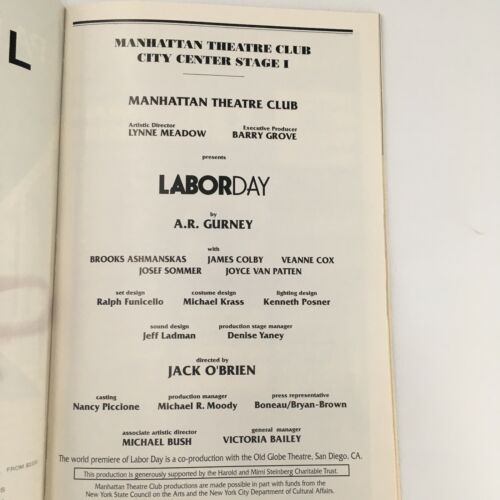 L
MANHATTAN THEATRE CLUB
CITY CENTER STAGE I
MANHATTAN THEATRE CLUB
Artistic Director Executive Producer
LYNNE MEADOW BARRY GROVE
presents
LABORDAY
by
A.R. GURNEY
with
BROOKS ASHMANSKAS JAMES COLBY VEANNE COX
JOSEF SOMMER JOYCE VAN PATTEN
set design costume design lighting design
Ralph Funicello Michael Krass Kenneth Posner
sound design production stage manager
Jeff Ladman Denise Yaney
directed by
JACK O'BRIEN
casting production manager press representative
Nancy Piccione Michael R. Moody Boneau/Bryan-Brown
associate artistic director general manager
MICHAEL BUSH VICTORIA BAILEY
The world premiere of Labor Day is a co-production with the Old Globe Theatre, San Diego, CA.
This production is generously supported by the Harold and Mimi Steinberg Charitable Trust.
Manhattan Theatre Club productions are made possible in part with funds from the
New York State Council on the Arts and the New York City Department of Cultural Affairs.